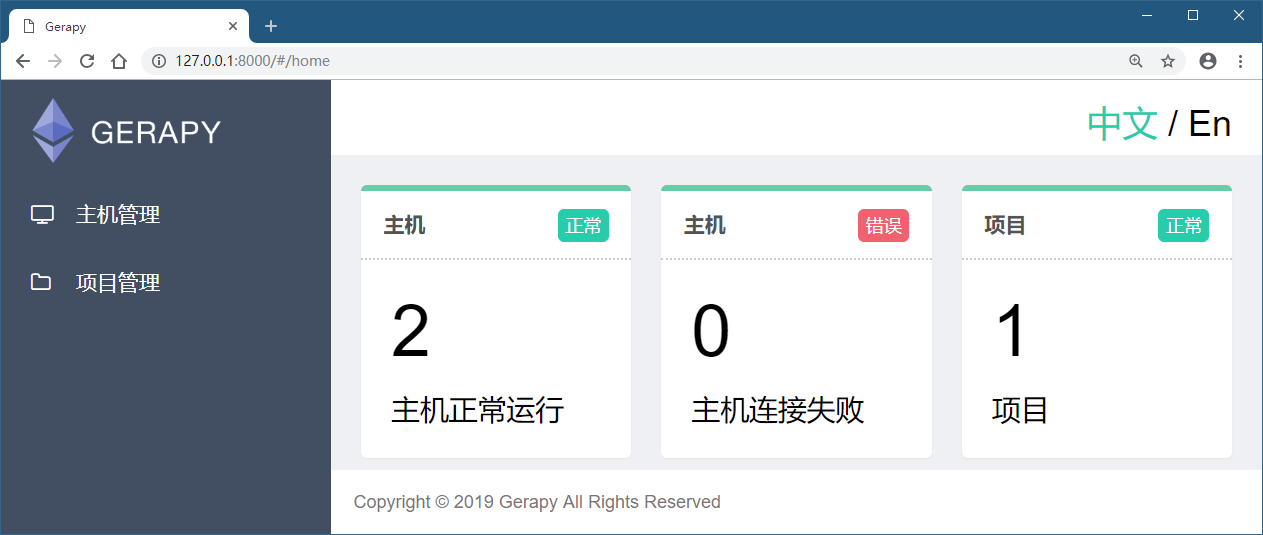 Gerapy
127.0.0.1:8000/#/home
GERAPY
中文 / En
主机管理
项目管理
主机 正常
2
主机正常运行
主机 错误
0
主机连接失败
项目 正常
1
项目
Copyright © 2019 Gerapy All Rights Reserved